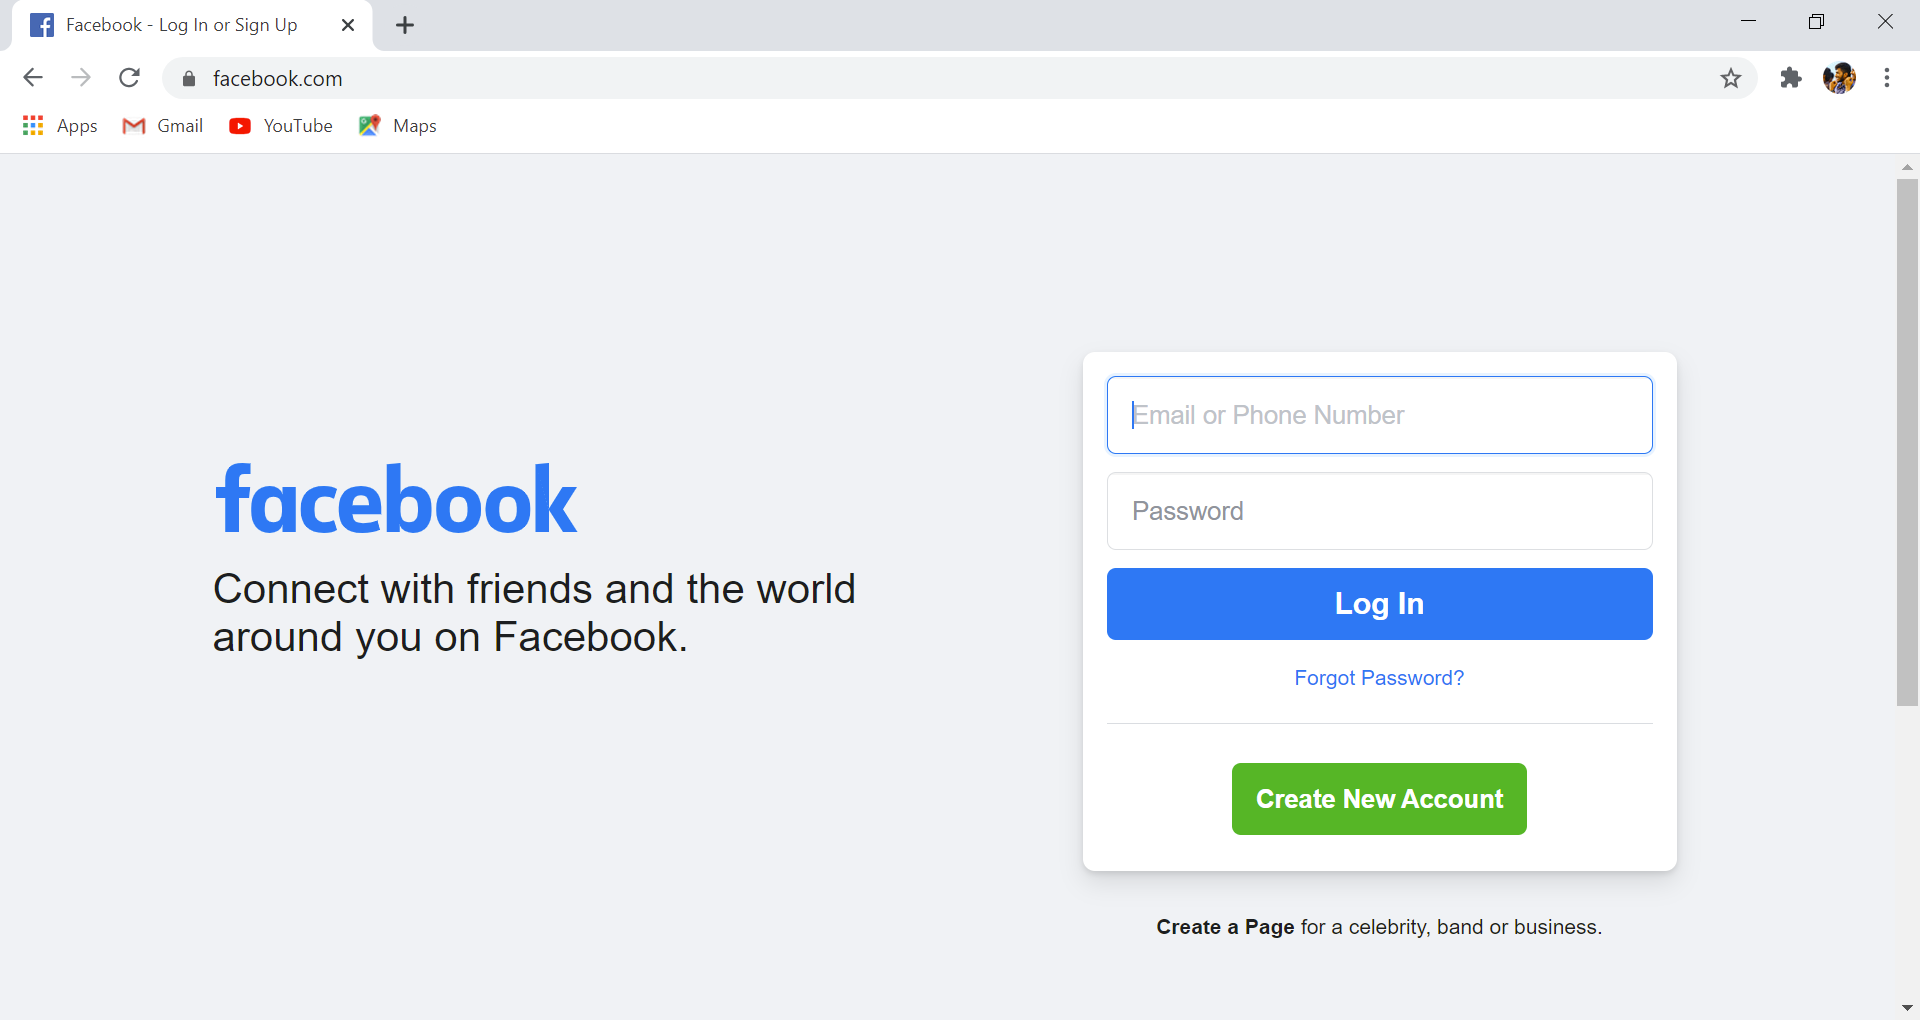 Facebook - Log In or Sign Up
facebook.com
Apps
Gmail
YouTube
Maps
facebook
Connect with friends and the world
around you on Facebook.
Email or Phone Number
Password
Log In
Forgot Password?
Create New Account
Create a Page for a celebrity, band or business.